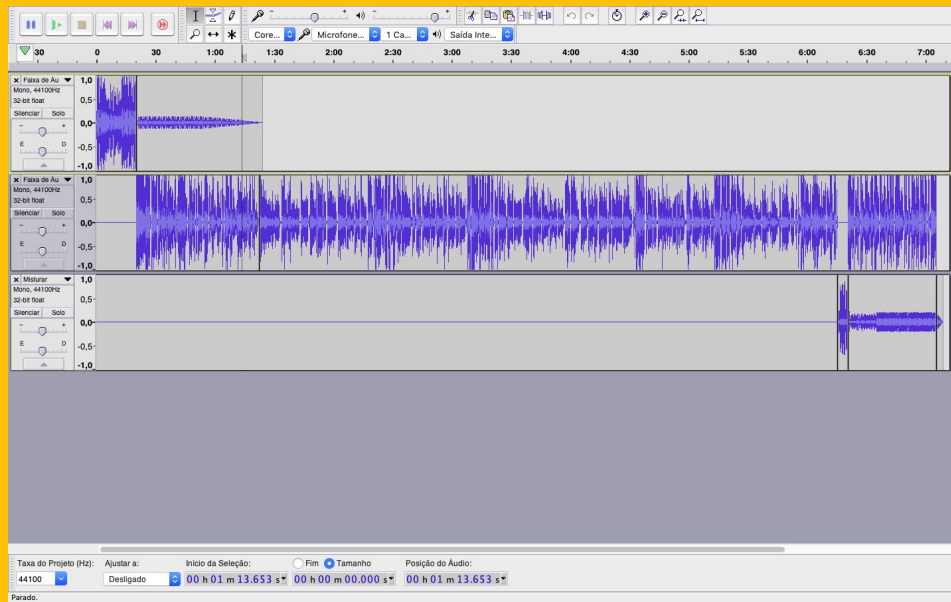 - + - +
Core... Microfone... 1 Ca... Saída Inte...
30 0 30 1:00 1:30 2:00 2:30 3:00 3:30 4:00 4:30 5:00 5:30 6:00 6:30 7:00
Faixa de Áu
Mono, 44100Hz
32-bit float
Silenciar Solo
- +
E D
1,0
0,5
0,0
-0,5
-1,0
Faixa de Áu
Mono, 44100Hz
32-bit float
Silenciar Solo
- +
E D
1,0
0,5
0,0
-0,5
-1,0
Misturar
Mono, 44100Hz
32-bit float
Silenciar Solo
- +
E D
1,0
0,5
0,0
-0,5
-1,0
Taxa do Projeto (Hz): Ajustar a: Início da Seleção: Fim Tamanho Posição do Áudio:
44100 Desligado 00 h 01 m 13.653 s 00 h 00 m 00.000 s 00 h 01 m 13.653 s
Parado.